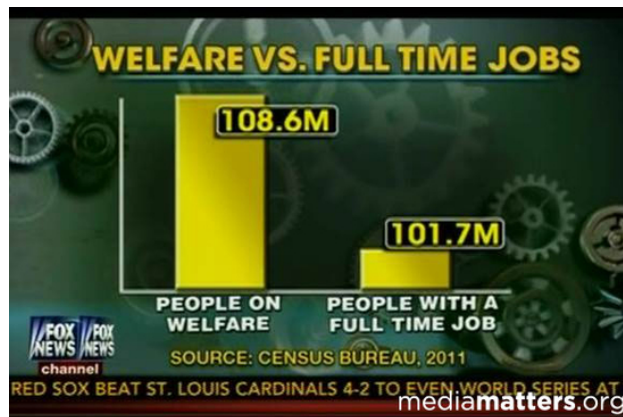 WELFARE VS. FULL TIME JOBS
108.6M
101.7M
PEOPLE ON
WELFARE
PEOPLE WITH A
FULL TIME JOB
FOX
NEWS
channel
FOX
NEWS
SOURCE: CENSUS BUREAU, 2011
RED SOX BEAT ST. LOUIS CARDINALS 4-2 TO EVEN WORLD SERIES AT
mediamatters.org